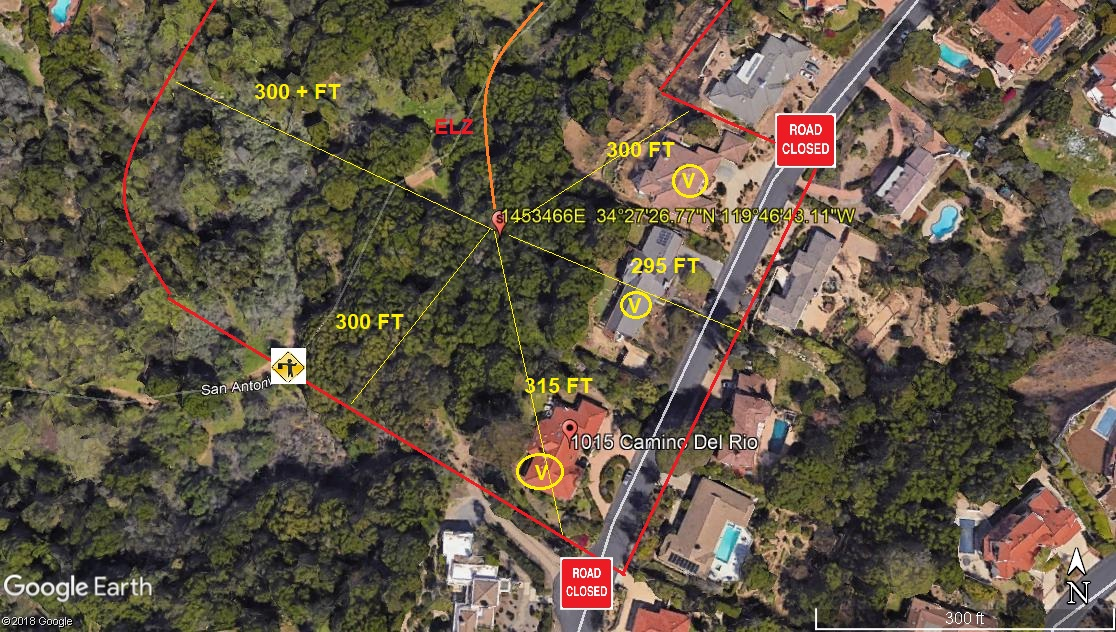 300 + FT
ELZ
ROAD
CLOSED
300 FT
V
S
1453466E 34°27'26.77"N 119°46'43.11"W
295 FT
V
300 FT
San Antoni
315 FT
1015 Camino Del Rio
V
ROAD
CLOSED
Google Earth
N
©2018 Google
300 ft